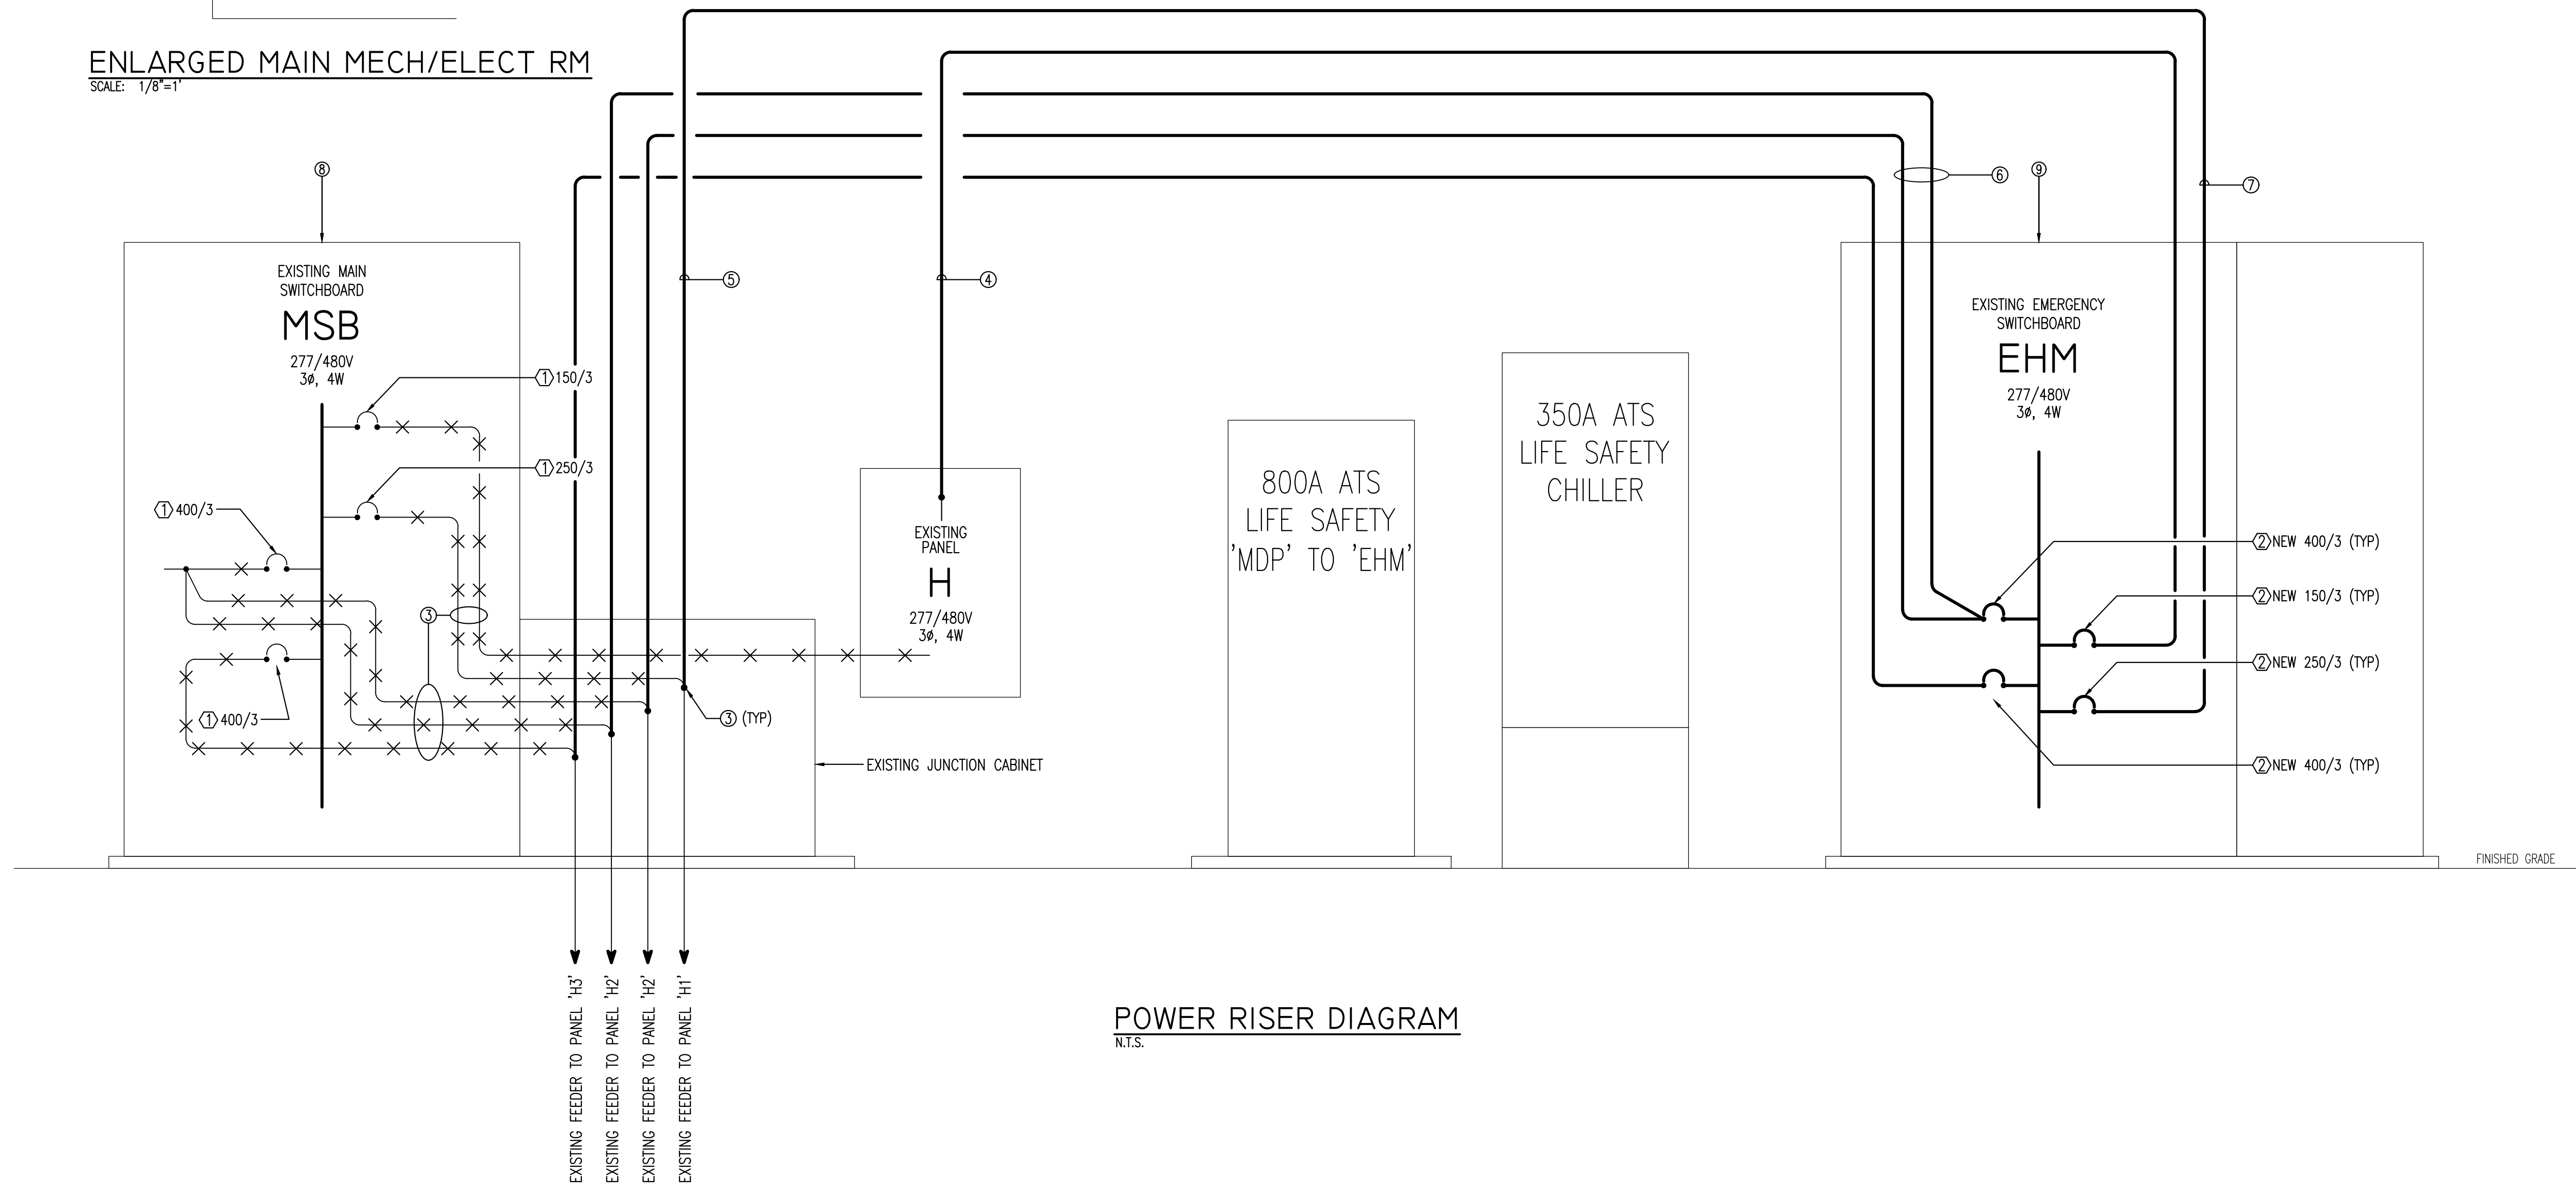 ENLARGED MAIN MECH/ELECT RM
SCALE: 1/8"=1'
8
6
9
7
5
4
EXISTING MAIN
SWITCHBOARD
MSB
277/480V
3ø, 4W
1 150/3
1 250/3
1 400/3
3
1 400/3
3 (TYP)
EXISTING JUNCTION CABINET
EXISTING
PANEL
H
277/480V
3ø, 4W
800A ATS
LIFE SAFETY
'MDP' TO 'EHM'
350A ATS
LIFE SAFETY
CHILLER
EXISTING EMERGENCY
SWITCHBOARD
EHM
277/480V
3ø, 4W
2 NEW 400/3 (TYP)
2 NEW 150/3 (TYP)
2 NEW 250/3 (TYP)
2 NEW 400/3 (TYP)
FINISHED GRADE
EXISTING FEEDER TO PANEL 'H3'
EXISTING FEEDER TO PANEL 'H2'
EXISTING FEEDER TO PANEL 'H2'
EXISTING FEEDER TO PANEL 'H1'
POWER RISER DIAGRAM
N.T.S.